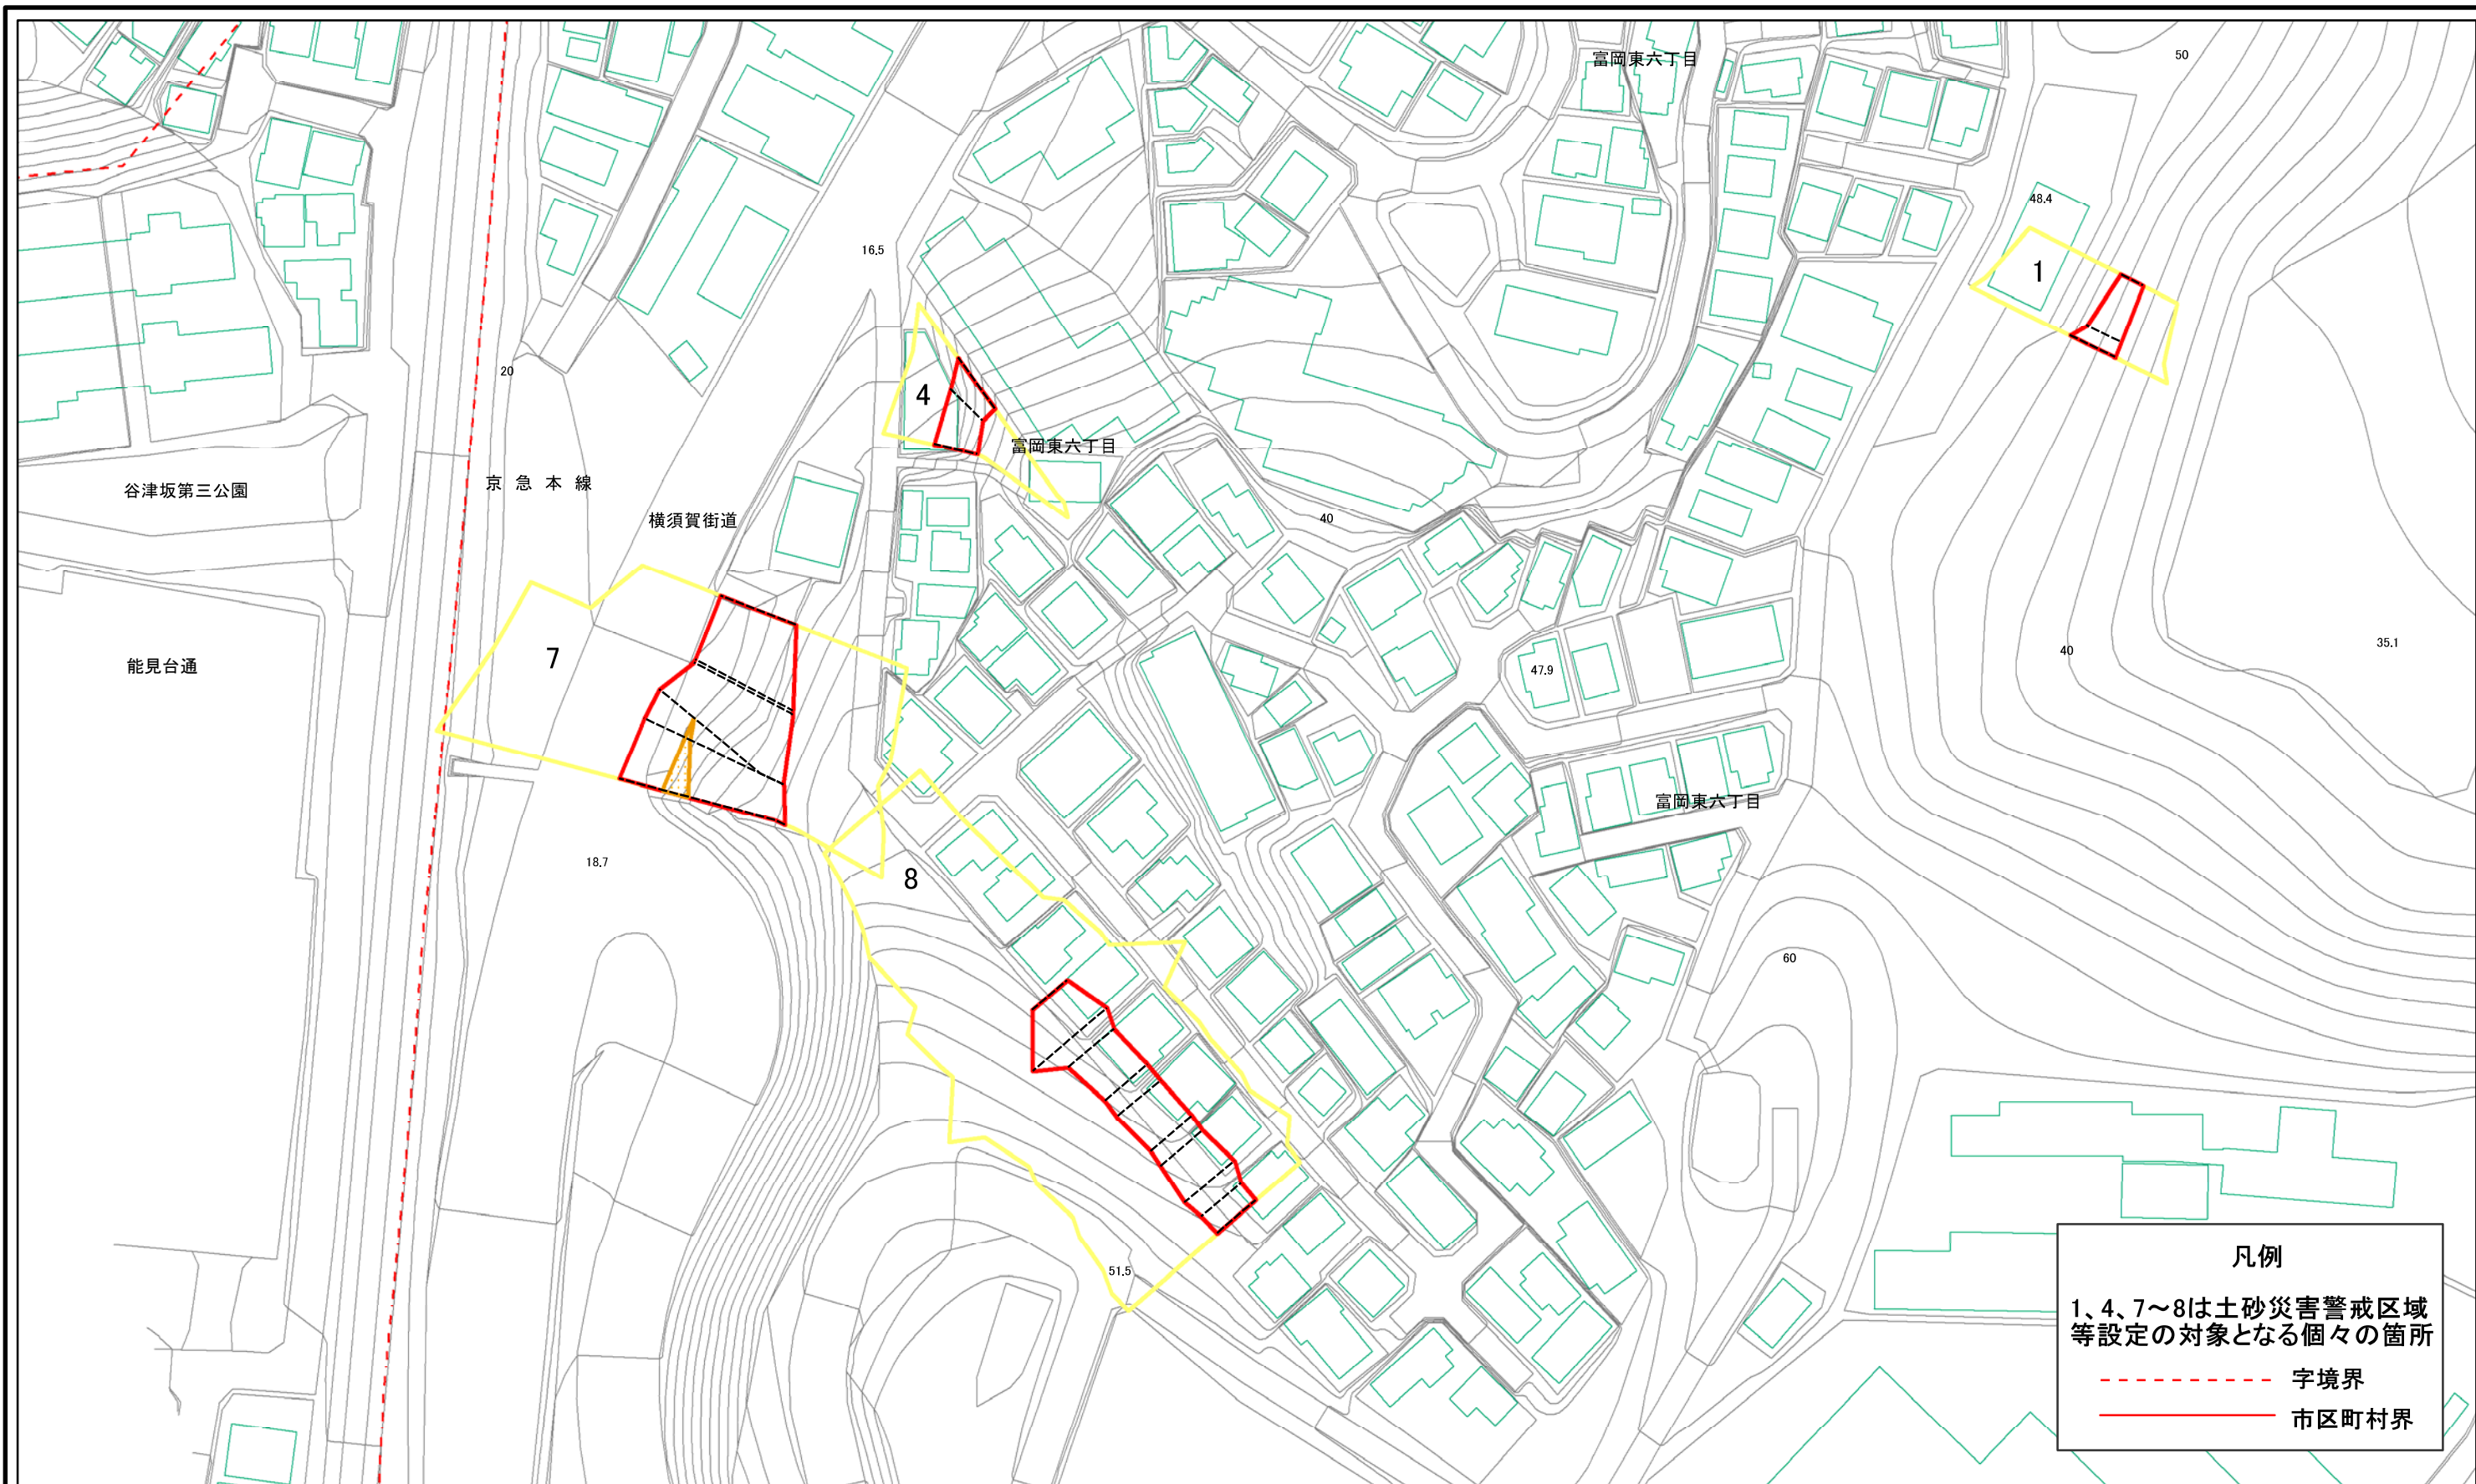 富岡東六丁目
50
48.4
16.5
1
20
4
富岡東六丁目
谷津坂第三公園
京急本線
横須賀街道
40
7
能見台通
47.9
40
35.1
富岡東六丁目
18.7
8
60
51.5
凡例
1、4、7～8は土砂災害警戒区域
等設定の対象となる個々の箇所
字境界
市区町村界